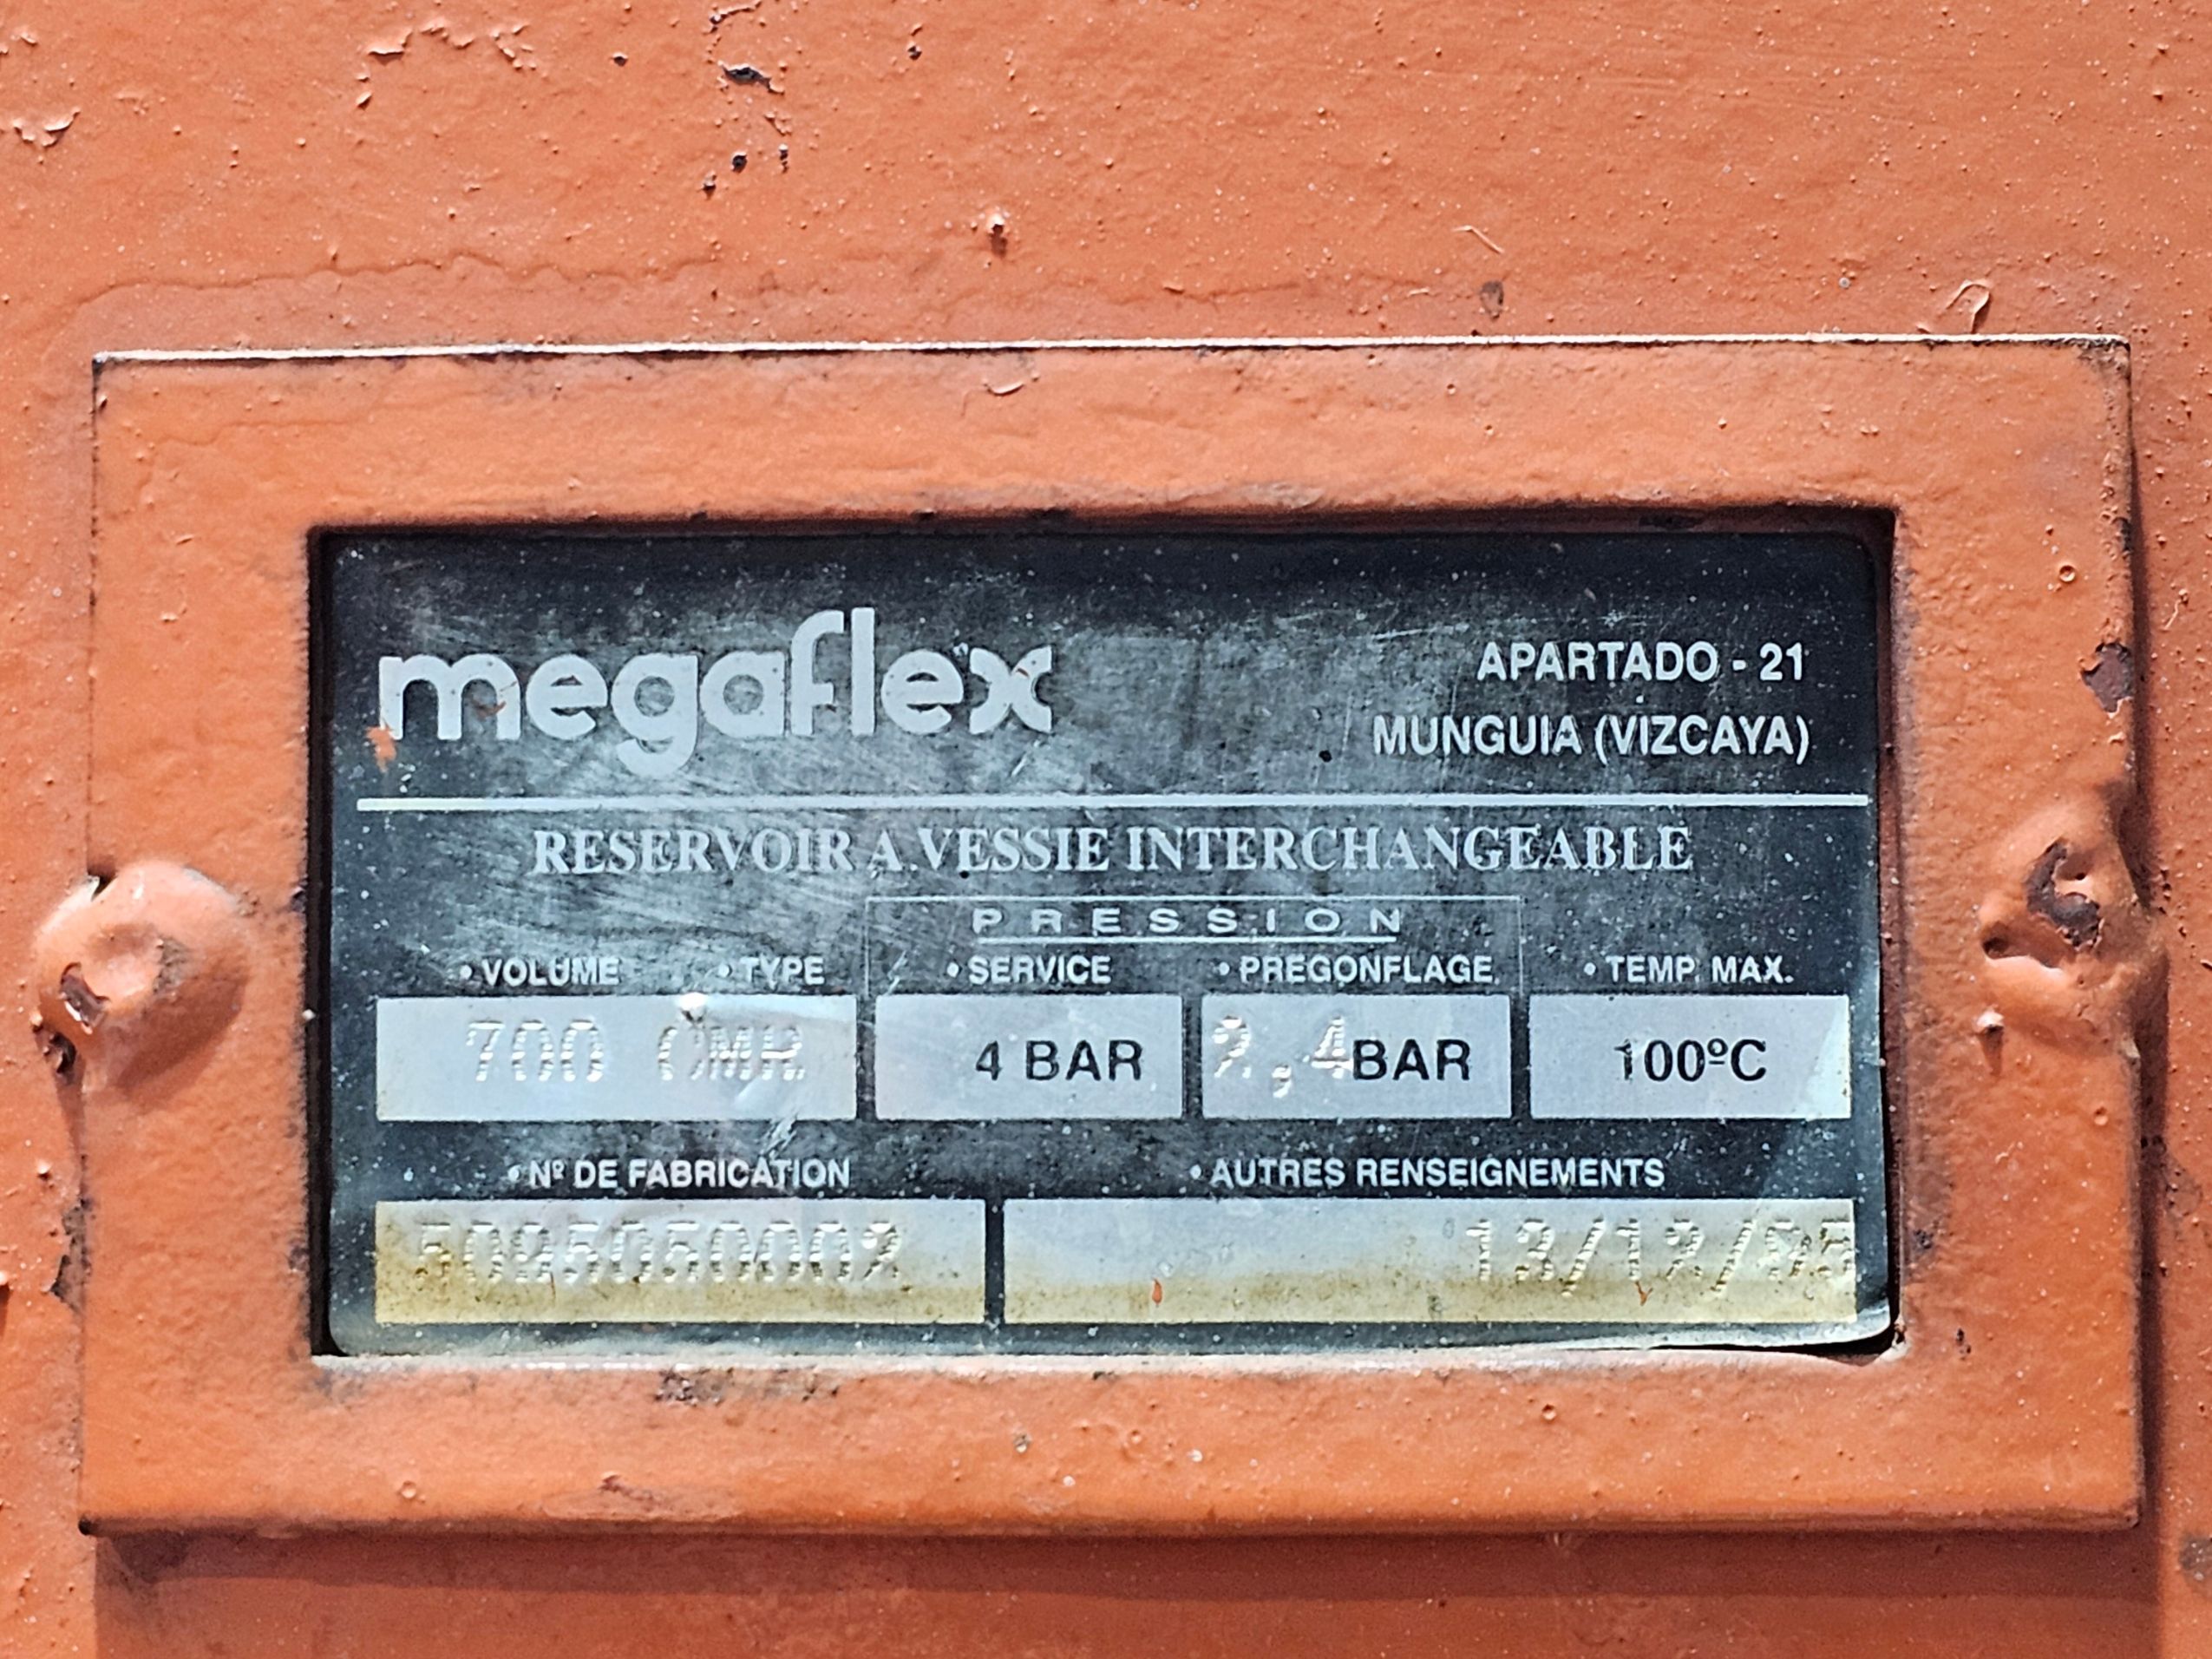 megaflex
APARTADO - 21
MUNGUIA (VIZCAYA)
RESERVOIR A.VESSIE INTERCHANGEABLE
PRESSION
• VOLUME • TYPE • SERVICE • PREGONFLAGE • TEMP. MAX.
700 CMR 4 BAR 2,4 BAR 100ºC
• Nº DE FABRICATION • AUTRES RENSEIGNEMENTS